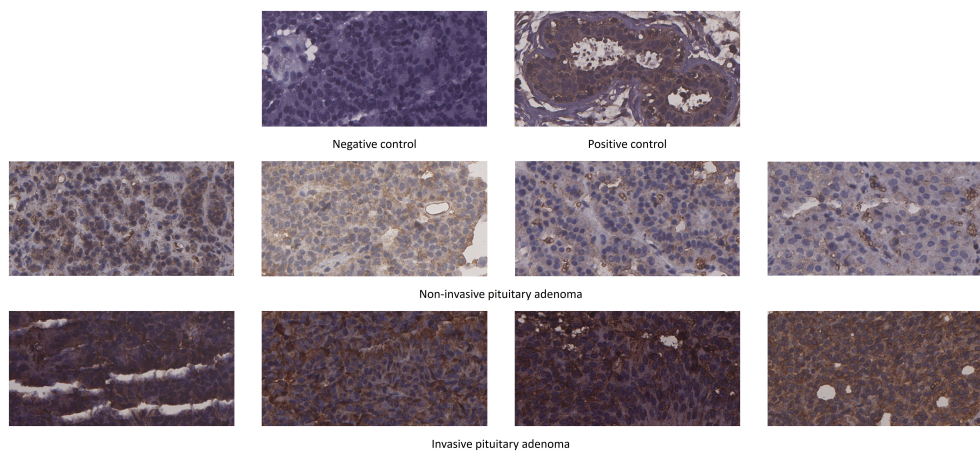 Negative control
Positive control
Non-invasive pituitary adenoma
Invasive pituitary adenoma